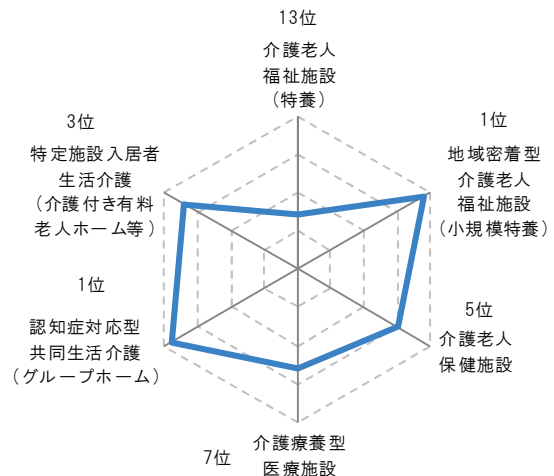 13位
介護老人
福祉施設
（特養）
1位
地域密着型
介護老人
福祉施設
（小規模特養）
5位
介護老人
保健施設
7位
介護療養型
医療施設
1位
認知症対応型
共同生活介護
（グループホーム）
3位
特定施設入居者
生活介護
（介護付き有料
老人ホーム等）